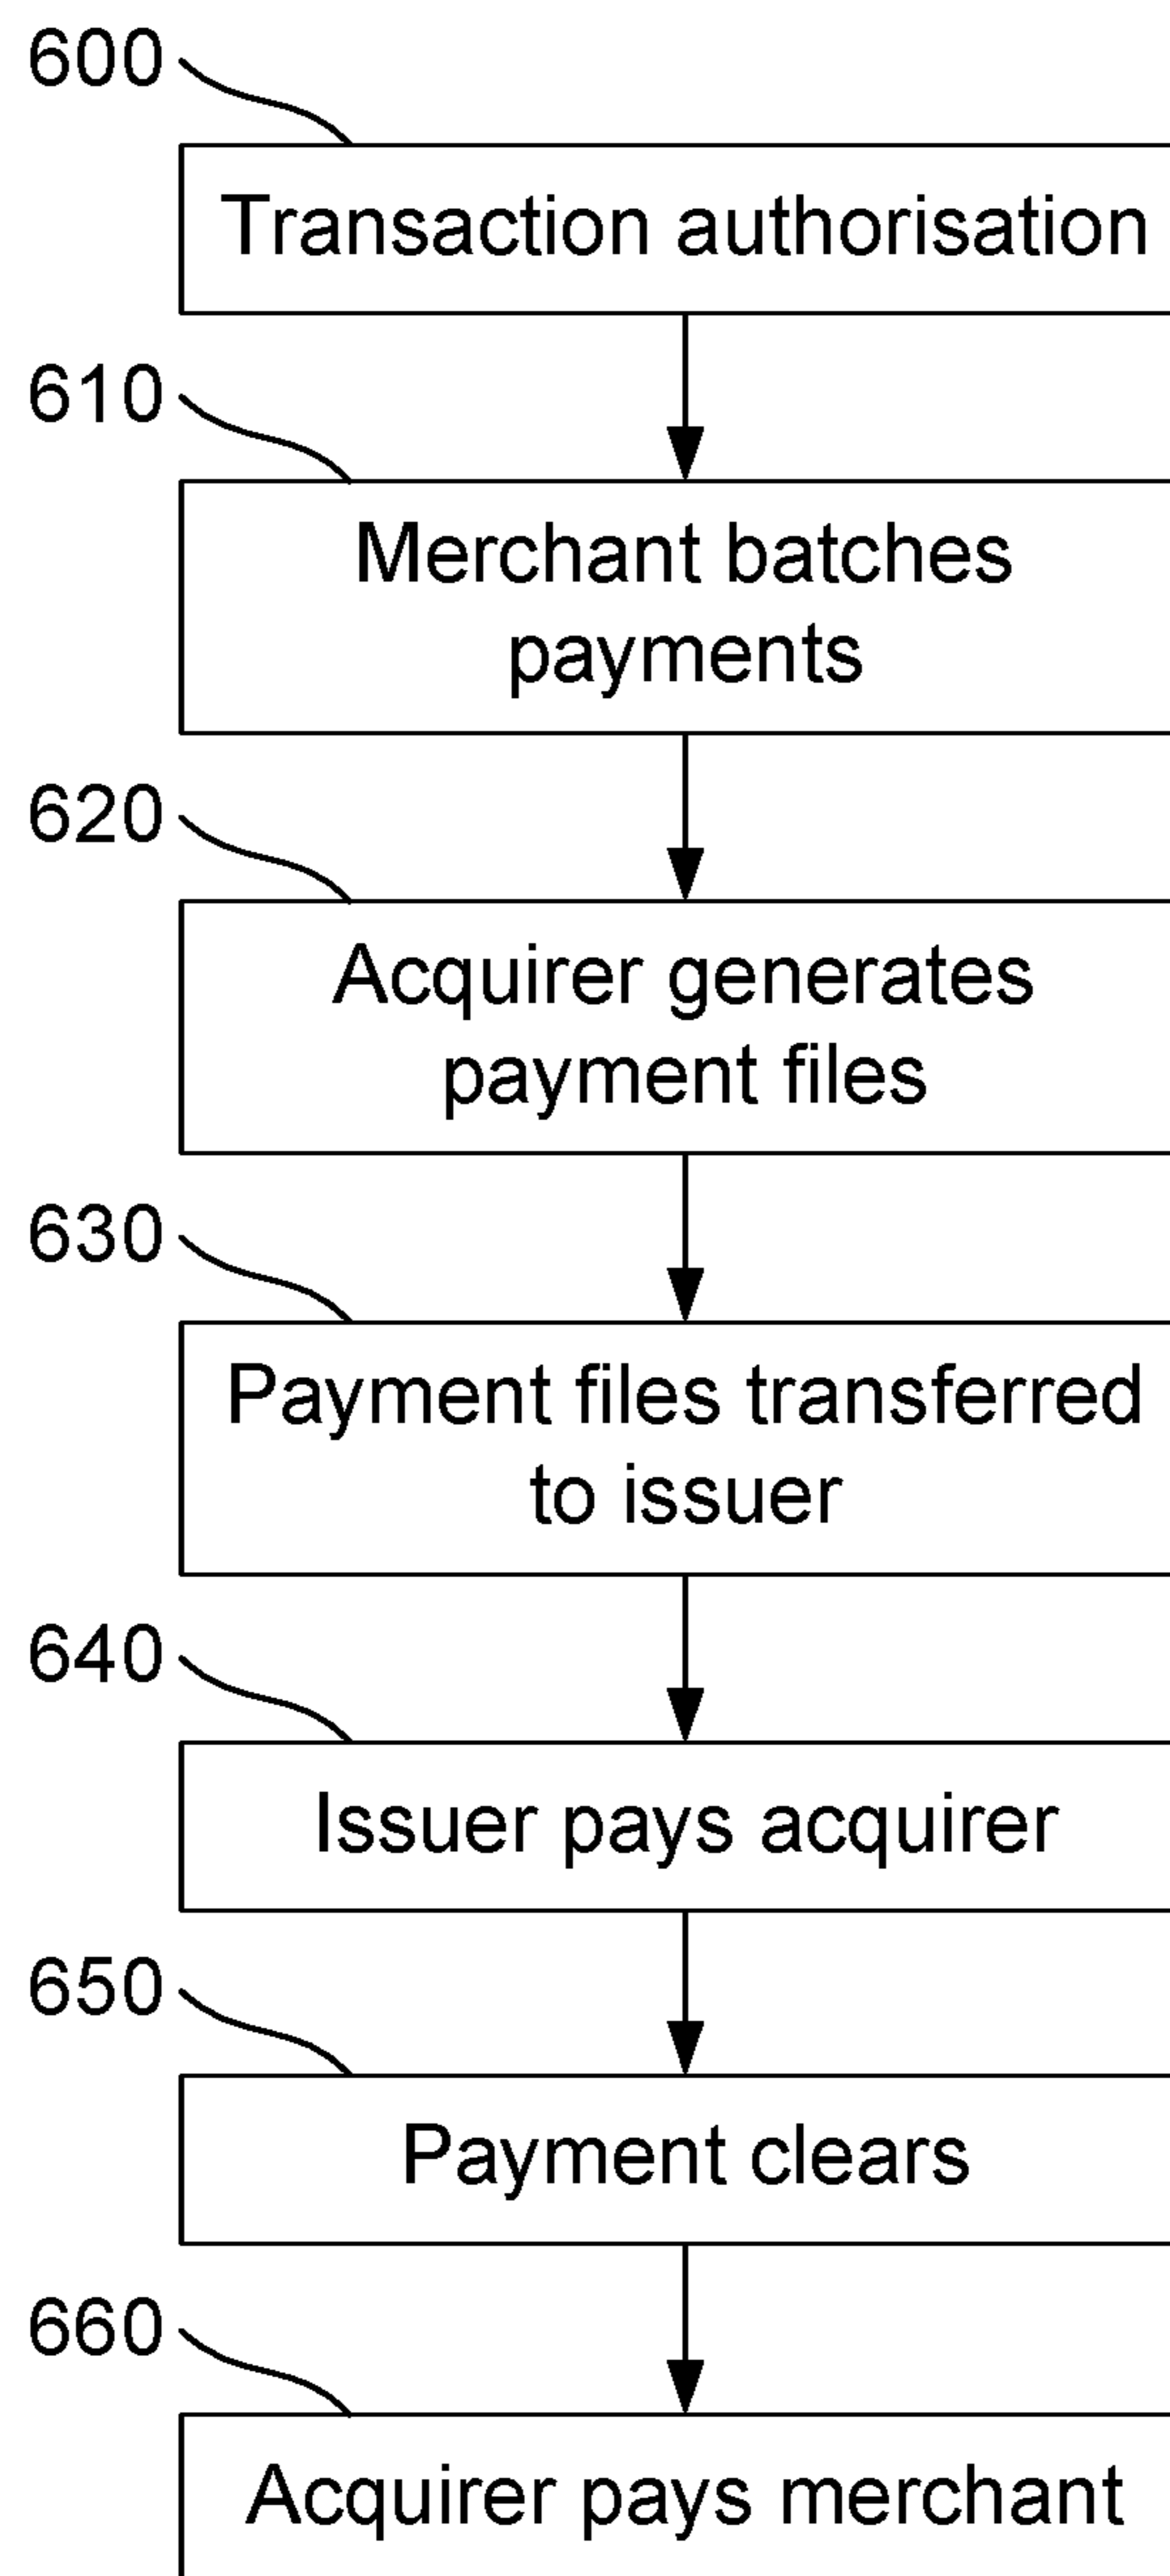 600
Transaction authorisation
610
Merchant batches
payments
620
Acquirer generates
payment files
630
Payment files transferred
to issuer
640
Issuer pays acquirer
650
Payment clears
660
Acquirer pays merchant